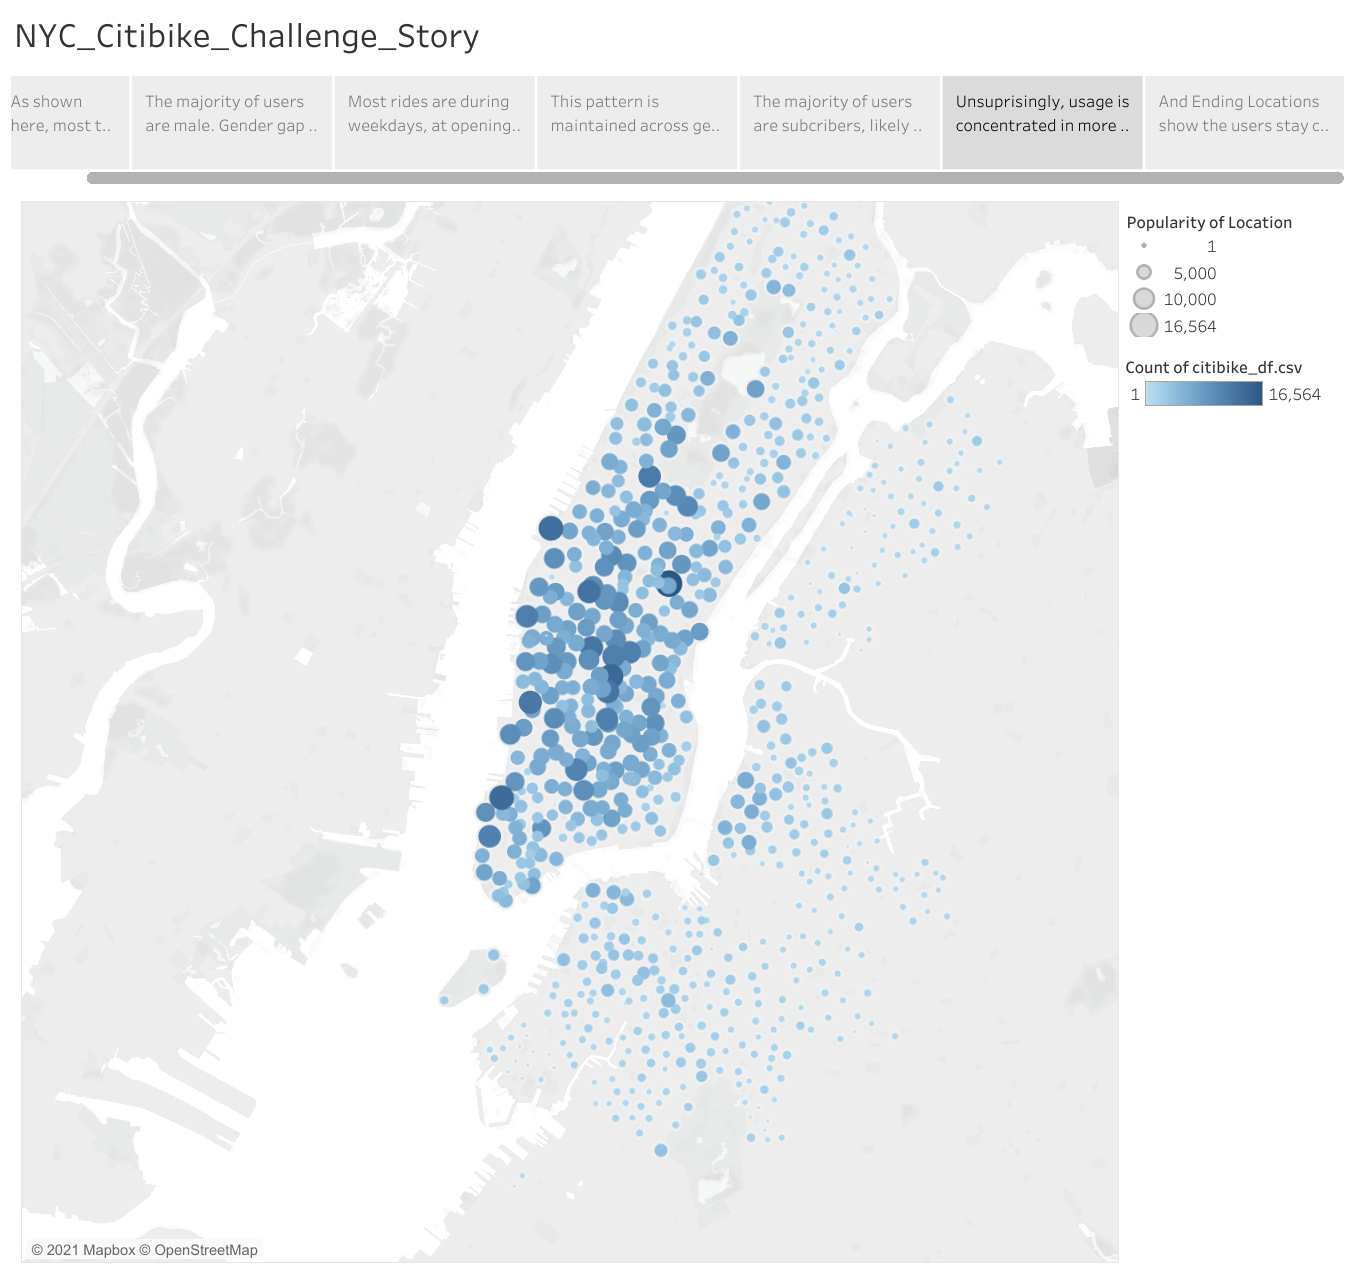 NYC_Citibike_Challenge_Story
As shown
here, most t..
The majority of users
are male. Gender gap ..
Most rides are during
weekdays, at opening..
This pattern is
maintained across ge..
The majority of users
are subcribers, likely ..
Unsuprisingly, usage is
concentrated in more ..
And Ending Locations
show the users stay c..
Popularity of Location
1
5,000
10,000
16,564
Count of citibike_df.csv
1 16,564
© 2021 Mapbox © OpenStreetMap